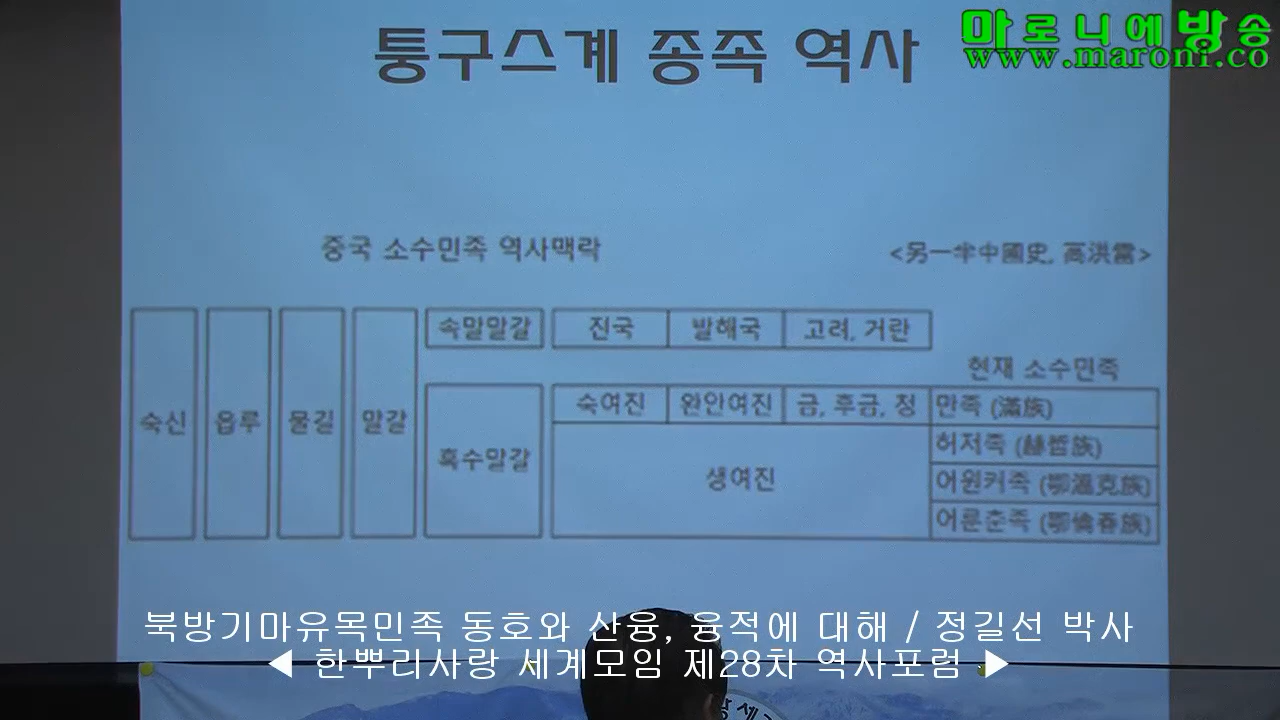 퉁구스계 종족 역사
마로니에방송
www.maroni.co
중국 소수민족 역사맥락
<另一半中國史, 高洪雷>
숙신
읍루
물길
말갈
속말말갈
진국
발해국
고려, 거란
현재 소수민족
흑수말갈
숙여진
완안여진
금, 후금, 청
만족 (滿族)
생여진
허저족 (赫哲族)
어원커족 (鄂溫克族)
어룬춘족 (鄂倫春族)
북방기마유목민족 동호와 산융, 융적에 대해 / 정길선 박사
◀ 한뿌리사랑 세계모임 제28차 역사포럼 ▶